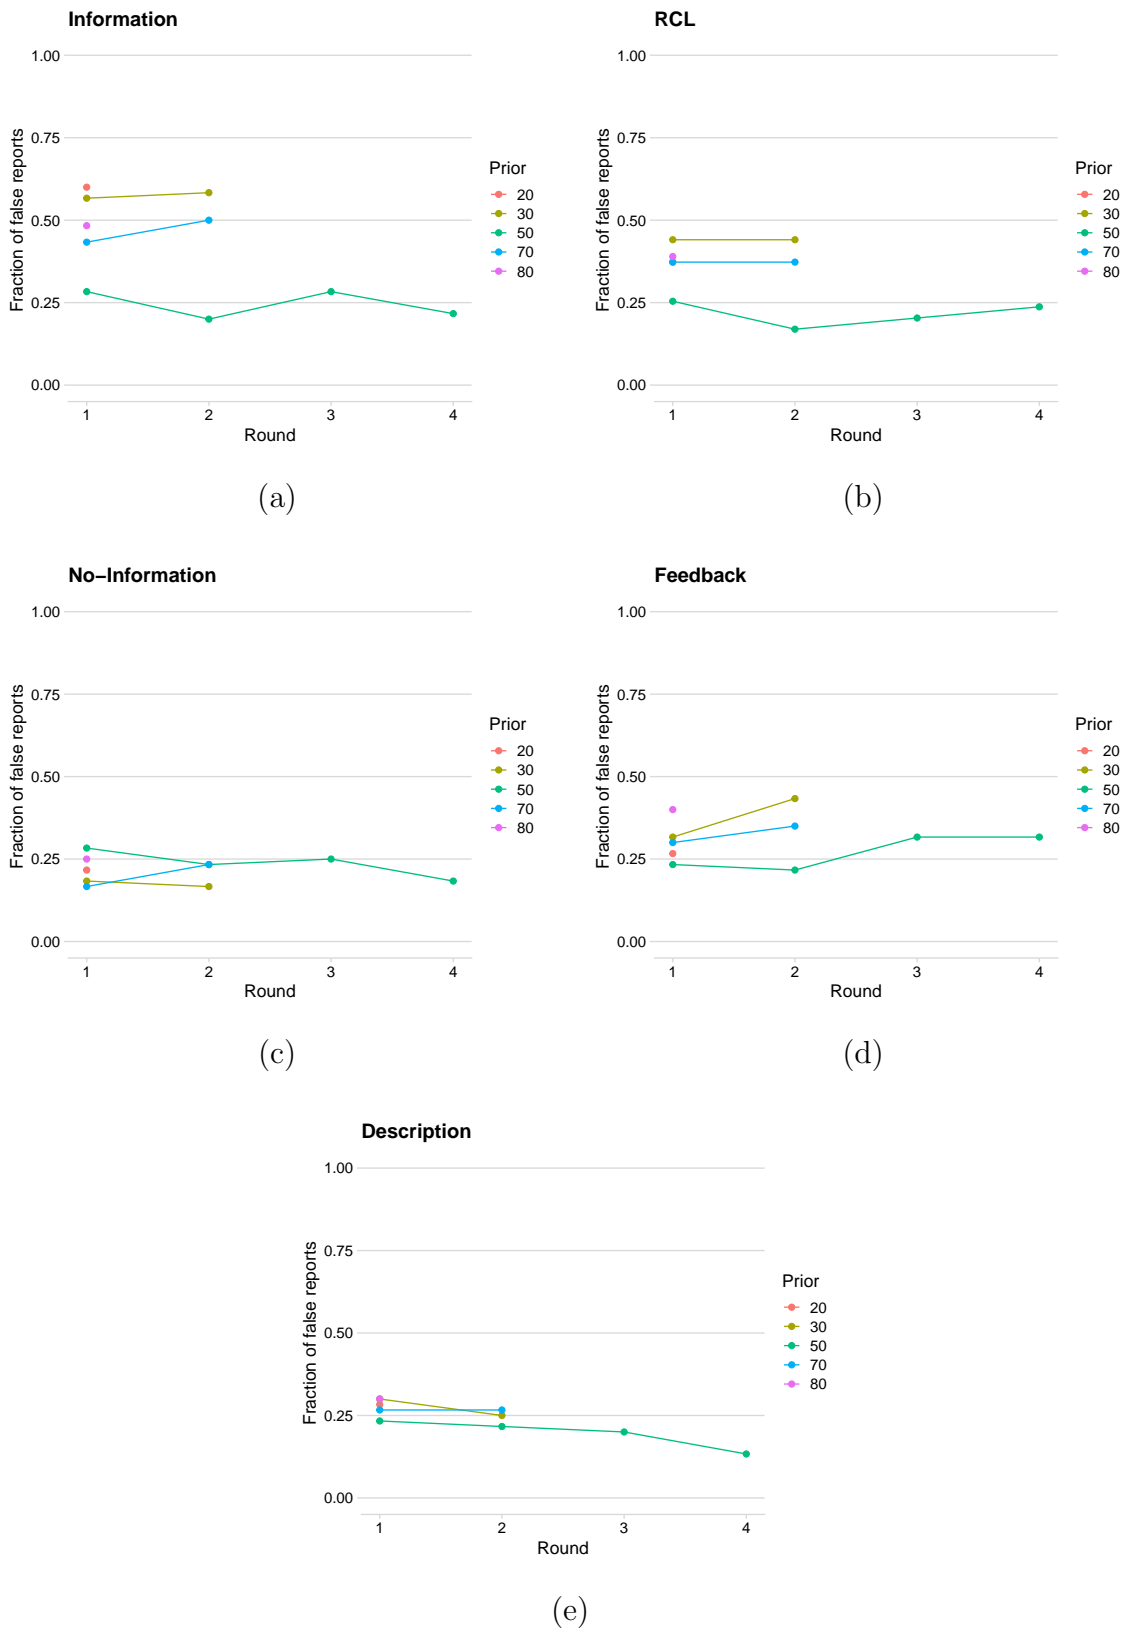 Information
Fraction of false reports
1.00
0.75
0.50
0.25
0.00
1 2 3 4
Round
Prior
20
30
50
70
80
(a)
RCL
Fraction of false reports
1.00
0.75
0.50
0.25
0.00
1 2 3 4
Round
Prior
20
30
50
70
80
(b)
No−Information
Fraction of false reports
1.00
0.75
0.50
0.25
0.00
1 2 3 4
Round
Prior
20
30
50
70
80
(c)
Feedback
Fraction of false reports
1.00
0.75
0.50
0.25
0.00
1 2 3 4
Round
Prior
20
30
50
70
80
(d)
Description
Fraction of false reports
1.00
0.75
0.50
0.25
0.00
1 2 3 4
Round
Prior
20
30
50
70
80
(e)